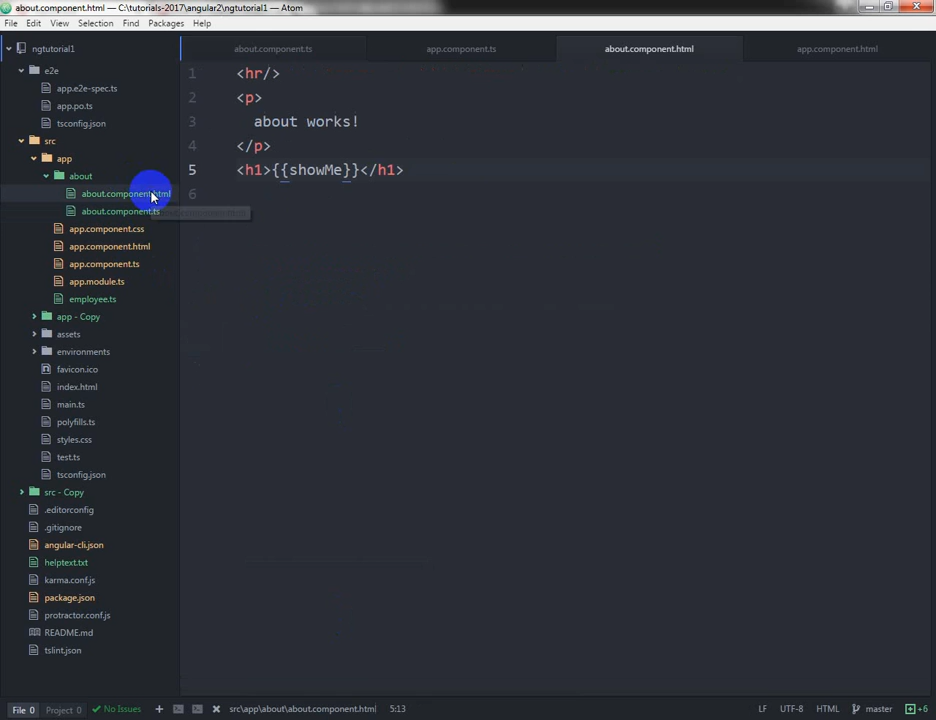 about.component.html — C:\tutorials-2017\angular2\ngtutorial1 — Atom
File Edit View Selection Find Packages Help
ngtutorial1
e2e
app.e2e-spec.ts
app.po.ts
tsconfig.json
src
app
about
about.component.html
about.component.ts
app.component.css
app.component.html
app.component.ts
app.module.ts
employee.ts
app - Copy
assets
environments
favicon.ico
index.html
main.ts
polyfills.ts
styles.css
test.ts
tsconfig.json
src - Copy
.editorconfig
.gitignore
angular-cli.json
helptext.txt
karma.conf.js
package.json
protractor.conf.js
README.md
tslint.json
about.component.ts app.component.ts about.component.html app.component.html
1 <hr/>
2 <p>
3 about works!
4 </p>
5 <h1>{{showMe}}</h1>
6
File 0 Project 0 No Issues src\app\about\about.component.html 5:13 LF UTF-8 HTML master +6